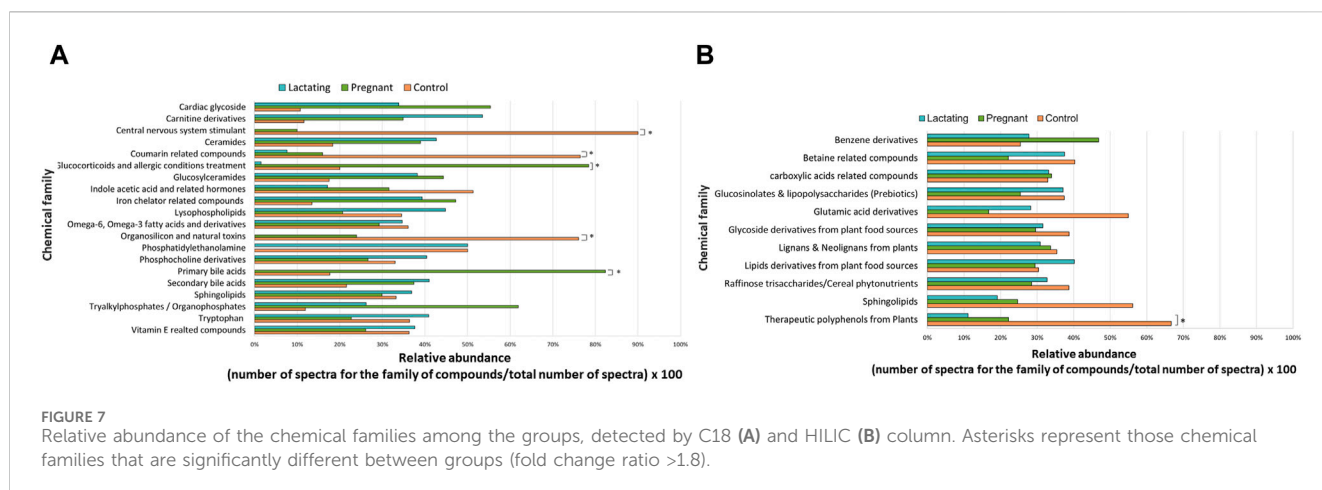 A
Lactating Pregnant Control
Chemical family
Cardiac glycoside
Carnitine derivatives
Central nervous system stimulant
*
Ceramides
Coumarin related compounds
*
Glucocorticoids and allergic conditions treatment
*
Glucosylceramides
Indole acetic acid and related hormones
Iron chelator related compounds
Lysophospholipids
Omega-6, Omega-3 fatty acids and derivatives
Organosilicon and natural toxins
*
Phosphatidylethanolamine
Phosphocholine derivatives
Primary bile acids
*
Secondary bile acids
Sphingolipids
Tryalkylphosphates / Organophosphates
Tryptophan
Vitamin E realted compounds
0% 10% 20% 30% 40% 50% 60% 70% 80% 90% 100%
Relative abundance
(number of spectra for the family of compounds/total number of spectra) x 100
B
Lactating Pregnant Control
Chemical family
Benzene derivatives
Betaine related compounds
carboxylic acids related compounds
Glucosinolates & lipopolysaccharides (Prebiotics)
Glutamic acid derivatives
Glycoside derivatives from plant food sources
Lignans & Neolignans from plants
Lipids derivatives from plant food sources
Raffinose trisaccharides/Cereal phytonutrients
Sphingolipids
Therapeutic polyphenols from Plants
*
0% 10% 20% 30% 40% 50% 60% 70% 80% 90% 100%
Relative abundance
(number of spectra for the family of compounds/total number of spectra) x 100
FIGURE 7
Relative abundance of the chemical families among the groups, detected by C18 (A) and HILIC (B) column. Asterisks represent those chemical
families that are significantly different between groups (fold change ratio >1.8).